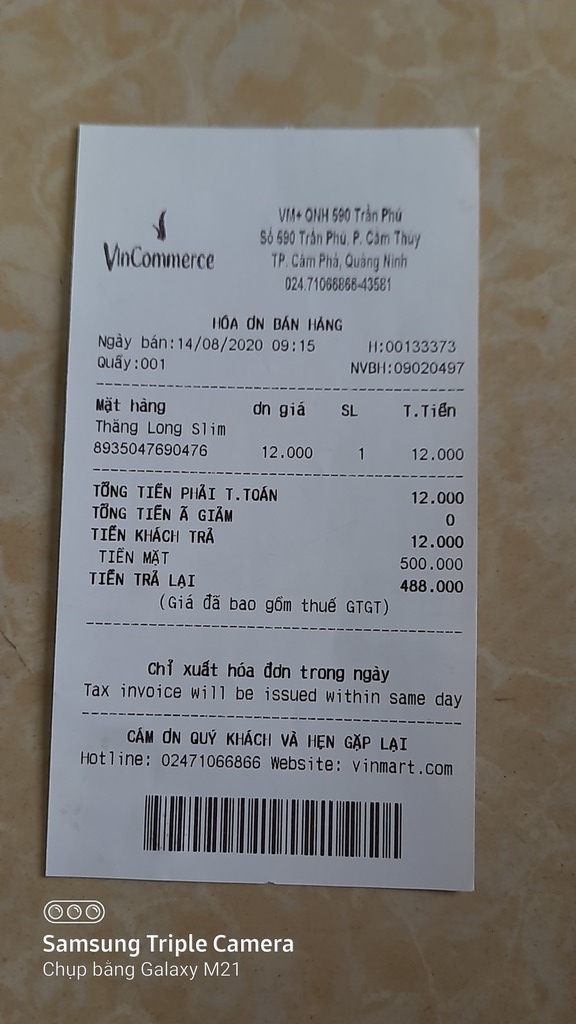 VinCommerce
VM+ QNH 590 Trần Phú
Số 590 Trần Phú, P. Cẩm Thủy
TP. Cẩm Phả, Quảng Ninh
024.71066866-43581
HÓA ƠN BÁN HÀNG
Ngày bán:14/08/2020 09:15 H:00133373
Quầy:001 NVBH:09020497
Mặt hàng ơn giá SL T.Tiền
Thăng Long Slim
8935047690476 12.000 1 12.000
TỔNG TIỀN PHẢI T.TOÁN 12.000
TỔNG TIỀN Ã GIẢM 0
TIỀN KHÁCH TRẢ 12.000
TIỀN MẶT 500.000
TIỀN TRẢ LẠI 488.000
(Giá đã bao gồm thuế GTGT)
Chỉ xuất hóa đơn trong ngày
Tax invoice will be issued within same day
CÁM ƠN QUÝ KHÁCH VÀ HẸN GẶP LẠI
Hotline: 02471066866 Website: vinmart.com
Samsung Triple Camera
Chụp bằng Galaxy M21